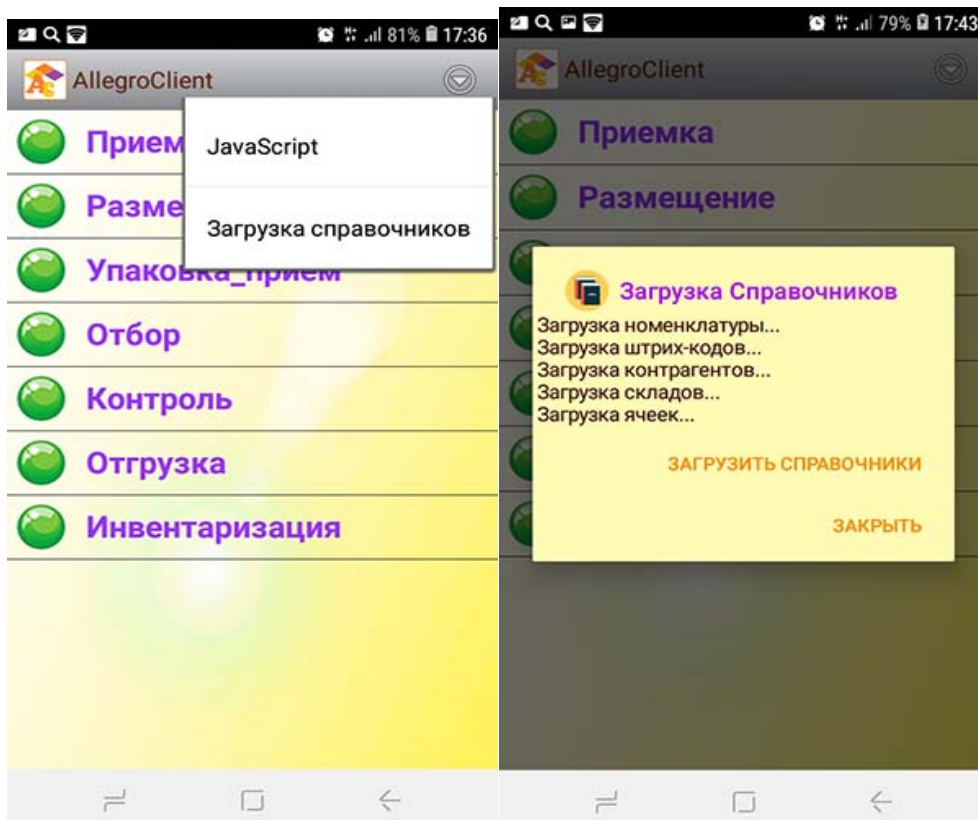 81% 17:36
AllegroClient
JavaScript
Загрузка справочников
Прием
Разме
Упаковка_прием
Отбор
Контроль
Отгрузка
Инвентаризация
79% 17:43
AllegroClient
Приемка
Размещение
Загрузка Справочников
Загрузка номенклатуры...
Загрузка штрих-кодов...
Загрузка контрагентов...
Загрузка складов...
Загрузка ячеек...
ЗАГРУЗИТЬ СПРАВОЧНИКИ
ЗАКРЫТЬ